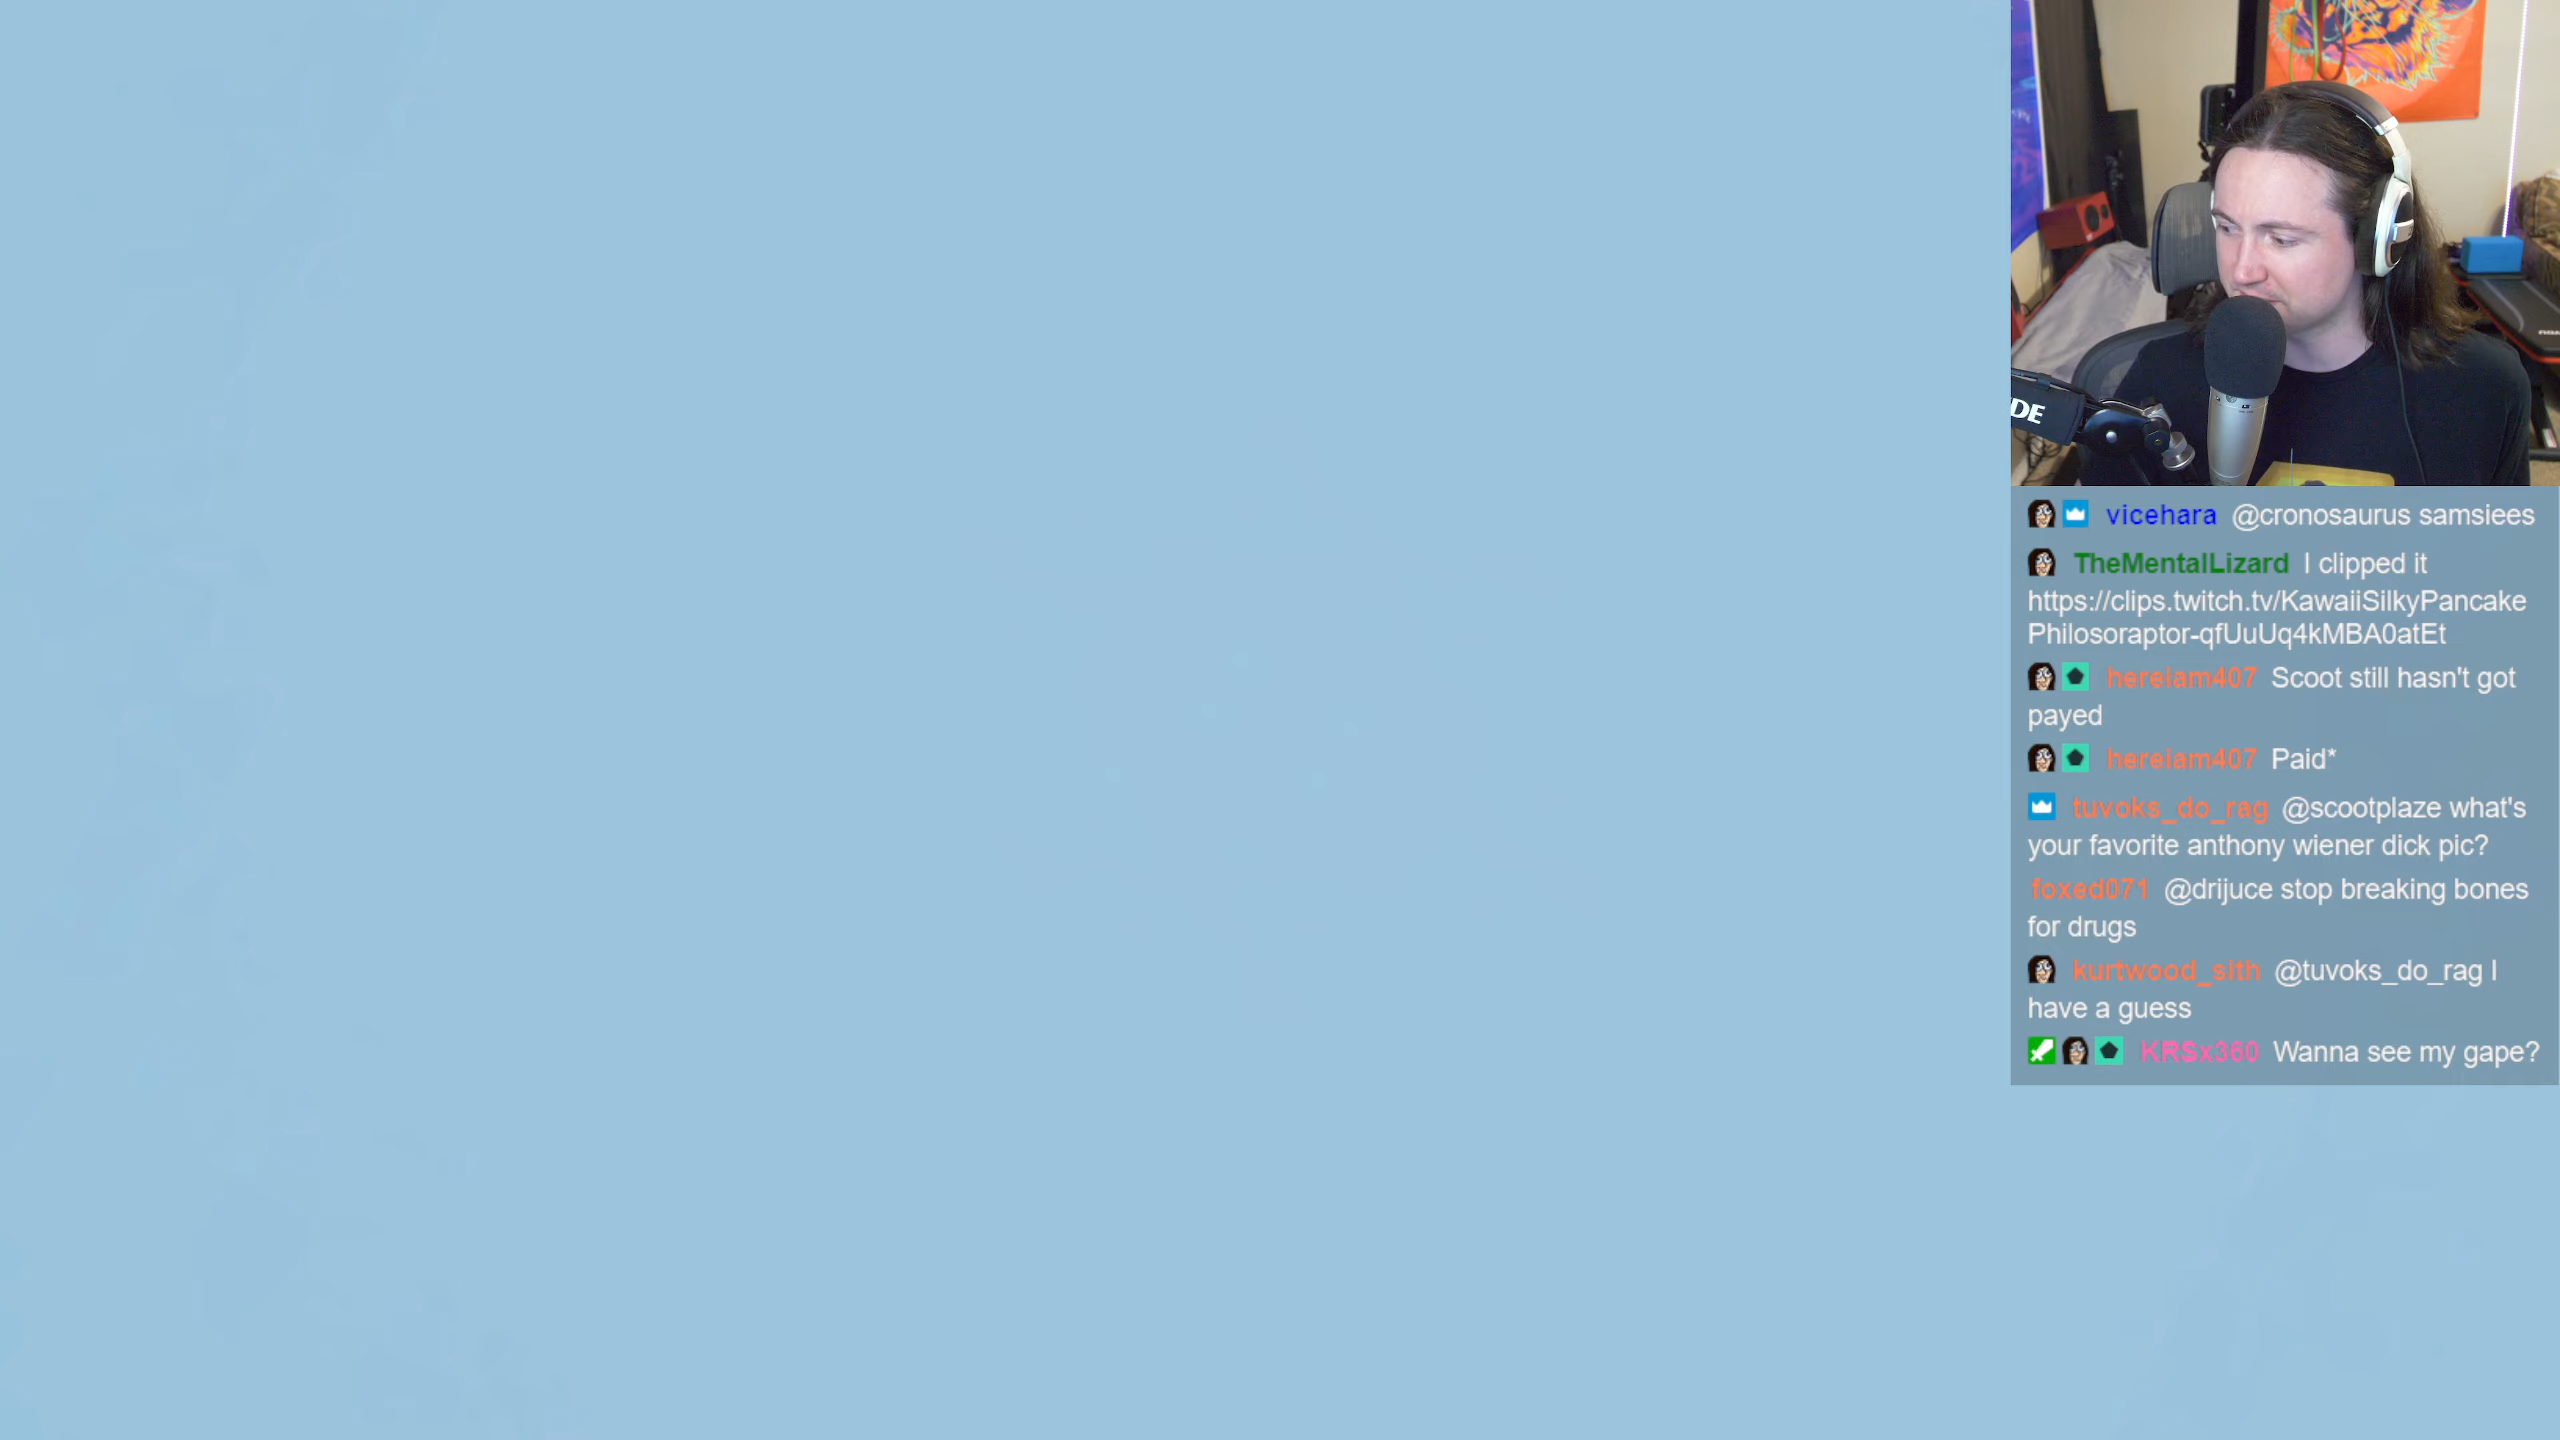 DE
vicehara @cronosaurus samsiees
TheMentalLizard I clipped it
https://clips.twitch.tv/KawaiiSilkyPancake
Philosoraptor-qfUuUq4kMBA0atEt
hereiam407 Scoot still hasn't got
payed
hereiam407 Paid*
tuvoks_do_rag @scootplaze what's
your favorite anthony wiener dick pic?
foxed071 @drijuce stop breaking bones
for drugs
kurtwood_sith @tuvoks_do_rag I
have a guess
KRSx360 Wanna see my gape?